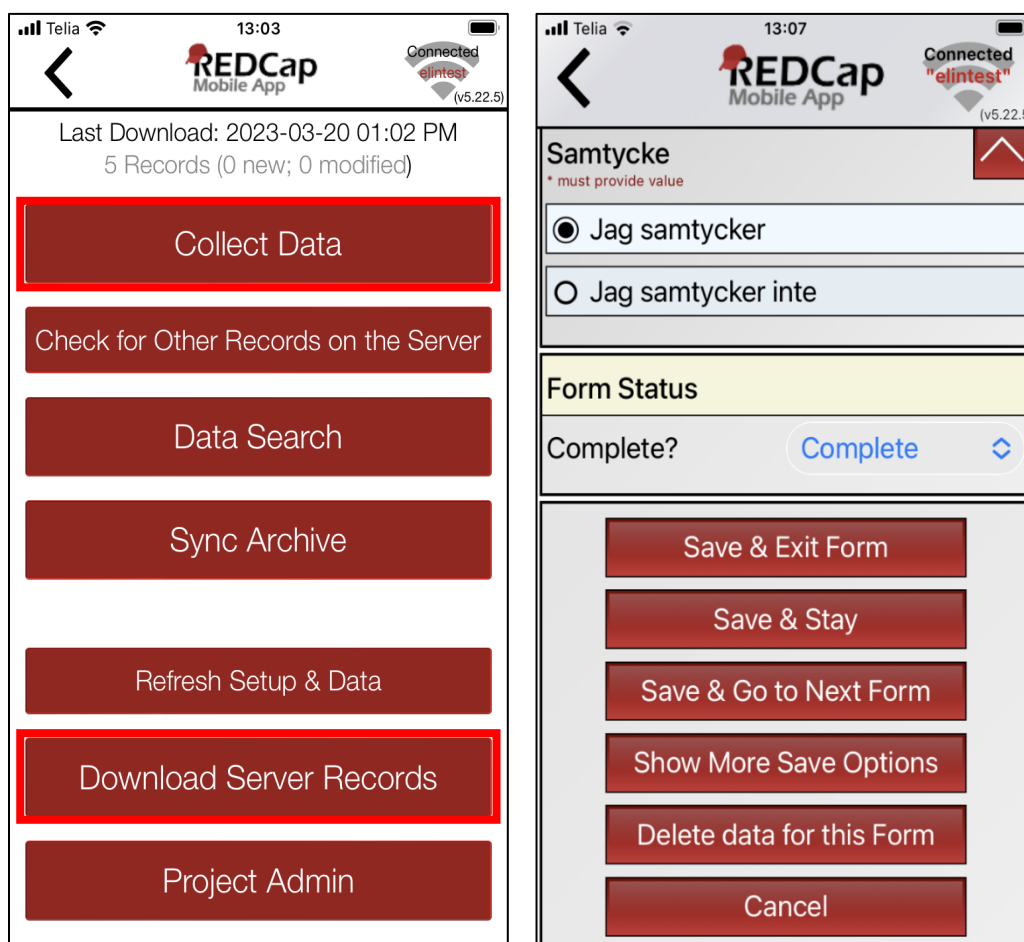 Telia 13:03
REDCap
Mobile App
Connected
elintest
(v5.22.5)
Last Download: 2023-03-20 01:02 PM
5 Records (0 new; 0 modified)
Collect Data
Check for Other Records on the Server
Data Search
Sync Archive
Refresh Setup & Data
Download Server Records
Project Admin
Telia 13:07
REDCap
Mobile App
Connected
"elintest"
(v5.22.5
Samtycke
* must provide value
Jag samtycker
Jag samtycker inte
Form Status
Complete? Complete
Save & Exit Form
Save & Stay
Save & Go to Next Form
Show More Save Options
Delete data for this Form
Cancel